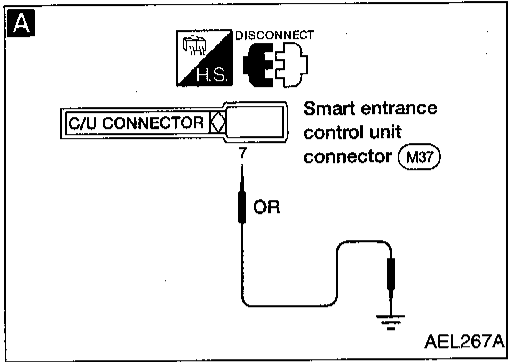 A
DISCONNECT
H.S.
C/U CONNECTOR
Smart entrance
control unit
connector M37
7
OR
AEL267A